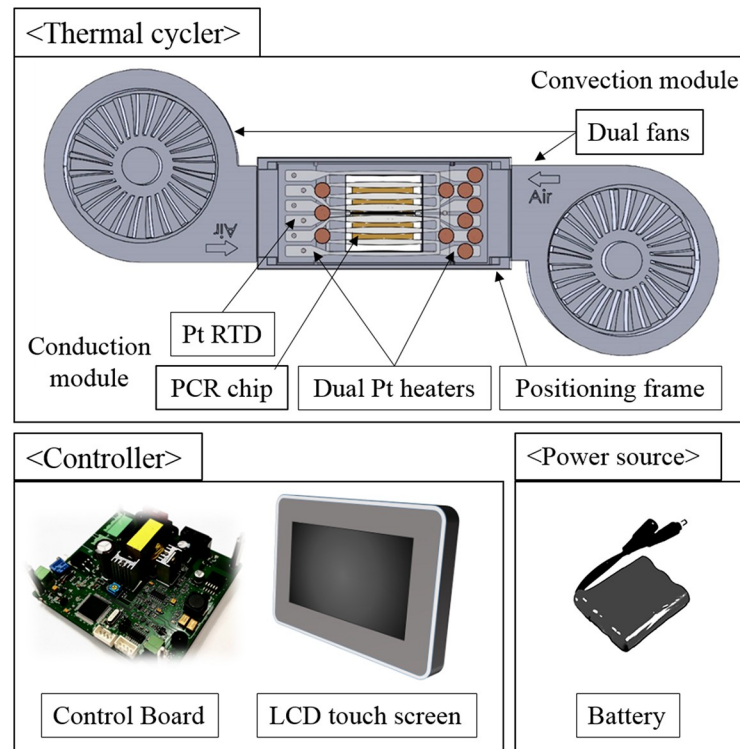 <Thermal cycler>
Convection module
Dual fans
Air
Air
Pt RTD
Conduction
module
PCR chip
Dual Pt heaters
Positioning frame
<Controller>
<Power source>
Control Board
LCD touch screen
Battery